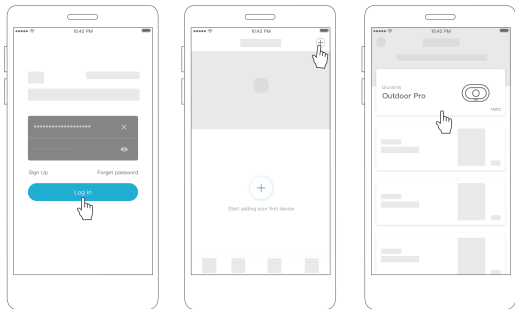 10:42 PM
*******************
Sign Up
Forget password
Log in
10:42 PM
Start adding your first device
10:42 PM
blurams
Outdoor Pro